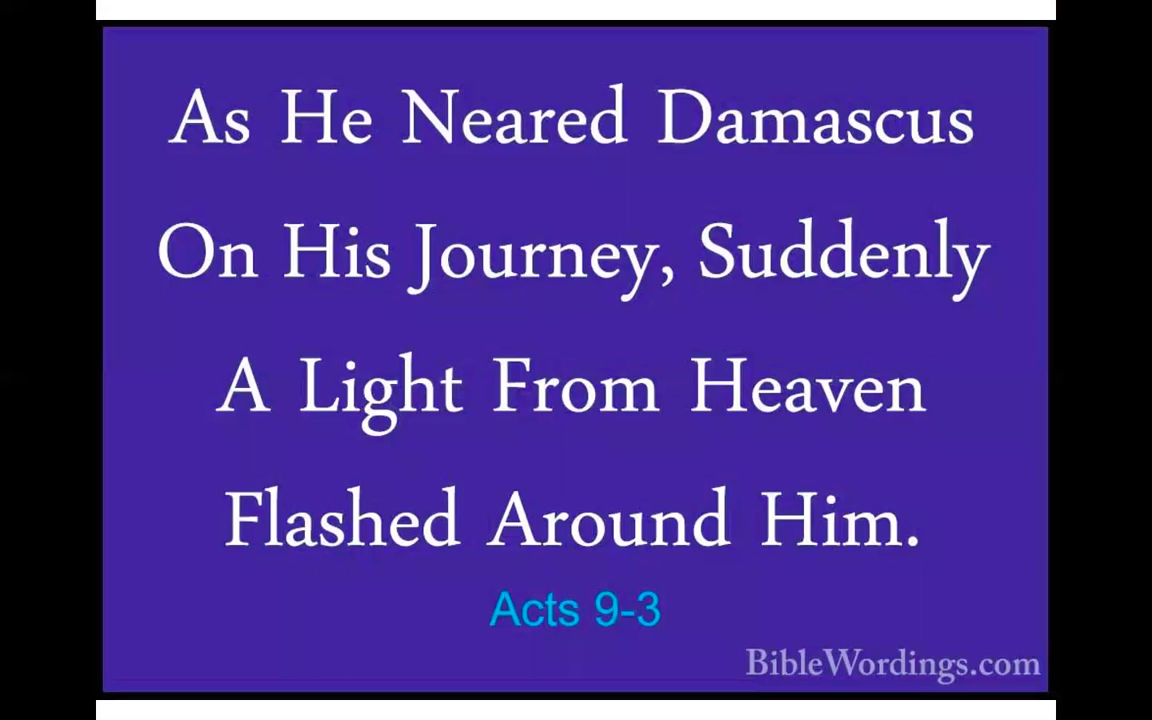 As He Neared Damascus
On His Journey, Suddenly
A Light From Heaven
Flashed Around Him.
Acts 9-3
BibleWordings.com